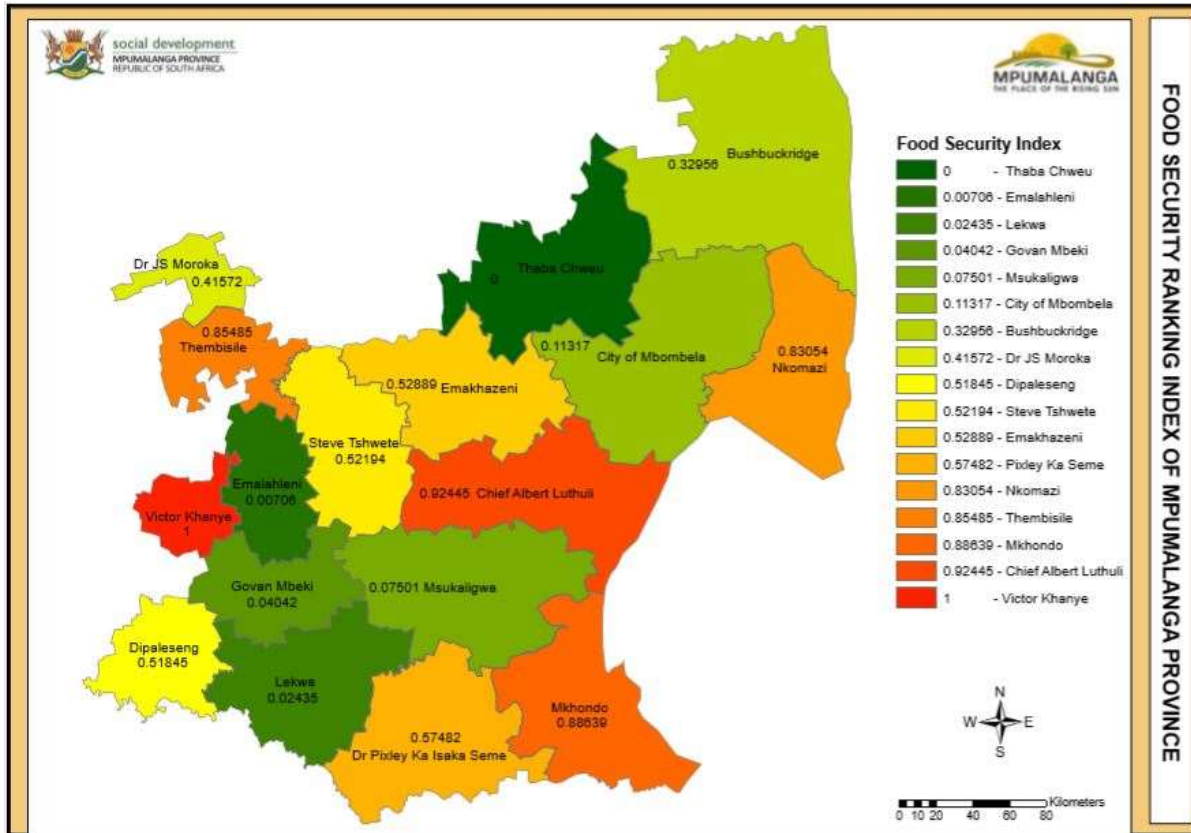 social development
MPUMALANGA PROVINCE
REPUBLIC OF SOUTH AFRICA
MPUMALANGA
THE PLACE OF THE RISING SUN
FOOD SECURITY RANKING INDEX OF MPUMALANGA PROVINCE
Bushbuckridge
0.32956
Thaba Chweu
0
Dr JS Moroka
0.41572
0.85485
Thembisile
0.11317
City of Mbombela
0.83054
Nkomazi
0.52889 Emakhazeni
Steve Tshwete
0.52194
Emalahleni
0.00706
0.92445 Chief Albert Luthuli
Victor Khanye
1
Govan Mbeki
0.04042
0.07501 Msukaligwa
Dipaleseng
0.51845
Lekwa
0.02435
Mkhondo
0.88639
0.57482
Dr Pixley Ka Isaka Seme
Food Security Index
0 - Thaba Chweu
0.00706 - Emalahleni
0.02435 - Lekwa
0.04042 - Govan Mbeki
0.07501 - Msukaligwa
0.11317 - City of Mbombela
0.32956 - Bushbuckridge
0.41572 - Dr JS Moroka
0.51845 - Dipaleseng
0.52194 - Steve Tshwete
0.52889 - Emakhazeni
0.57482 - Pixley Ka Seme
0.83054 - Nkomazi
0.85485 - Thembisile
0.88639 - Mkhondo
0.92445 - Chief Albert Luthuli
1 - Victor Khanye
N
W E
S
Kilometers
0 10 20 40 60 80